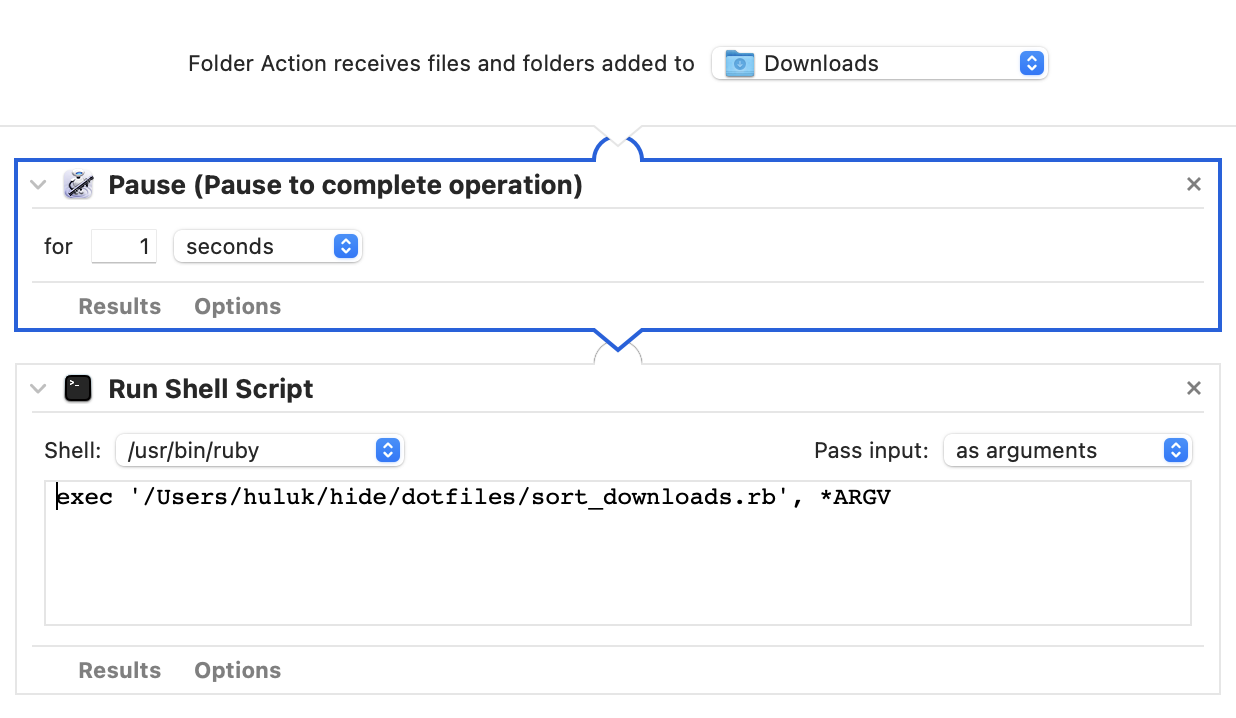 Folder Action receives files and folders added to Downloads
Pause (Pause to complete operation)
for 1 seconds
Results Options
Run Shell Script
Shell: /usr/bin/ruby Pass input: as arguments
exec '/Users/huluk/hide/dotfiles/sort_downloads.rb', *ARGV
Results Options